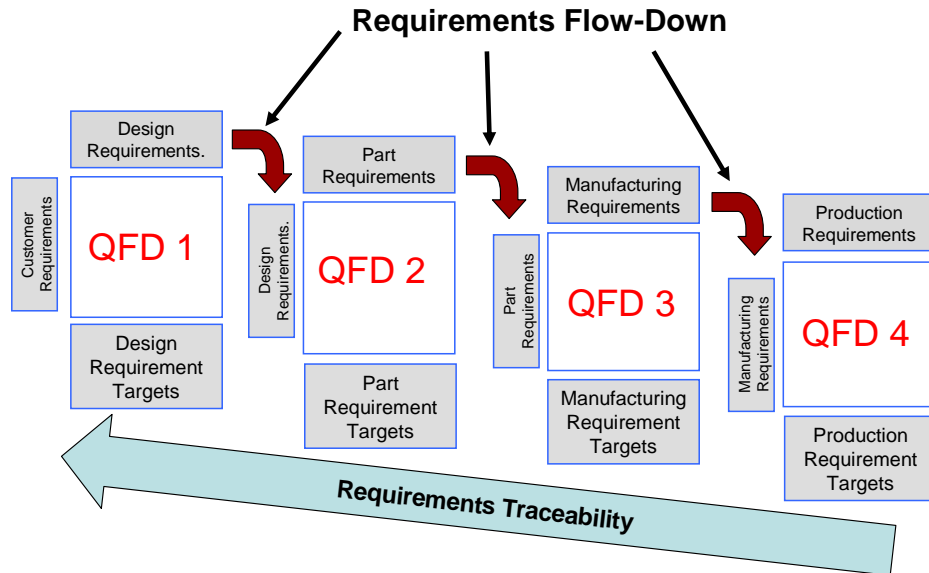 Requirements Flow-Down
Design
Requirements.
Customer
Requirements
QFD 1
Design
Requirement
Targets
Part
Requirements
Design
Requirements.
QFD 2
Part
Requirement
Targets
Manufacturing
Requirements
Part
Requirements
QFD 3
Manufacturing
Requirement
Targets
Production
Requirements
Manufacturing
Requirements
QFD 4
Production
Requirement
Targets
Requirements Traceability